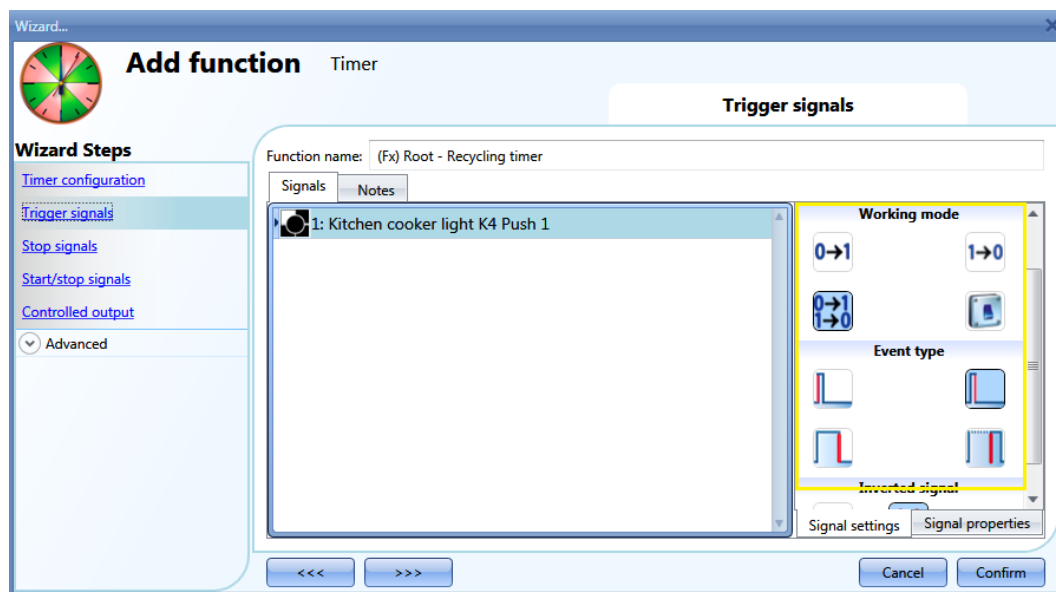 Wizard...
Add function Timer
Trigger signals
Wizard Steps
Timer configuration
Trigger signals
Stop signals
Start/stop signals
Controlled output
Advanced
Function name: (Fx) Root - Recycling timer
Signals Notes
1: Kitchen cooker light K4 Push 1
Working mode
0→1 1→0
0→1
1→0
Event type
Inverted signal
Signal settings Signal properties
<<< >>> Cancel Confirm